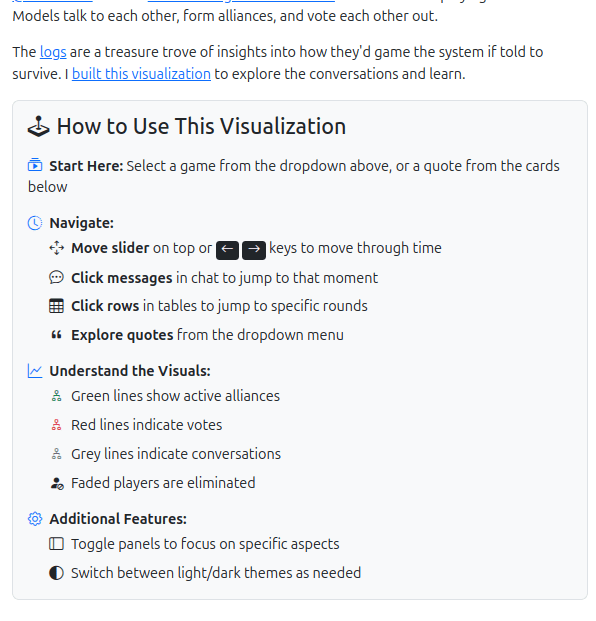 Models talk to each other, form alliances, and vote each other out.
The logs are a treasure trove of insights into how they'd game the system if told to
survive. I built this visualization to explore the conversations and learn.
How to Use This Visualization
Start Here: Select a game from the dropdown above, or a quote from the cards
below
Navigate:
Move slider on top or ← → keys to move through time
Click messages in chat to jump to that moment
Click rows in tables to jump to specific rounds
Explore quotes from the dropdown menu
Understand the Visuals:
Green lines show active alliances
Red lines indicate votes
Grey lines indicate conversations
Faded players are eliminated
Additional Features:
Toggle panels to focus on specific aspects
Switch between light/dark themes as needed